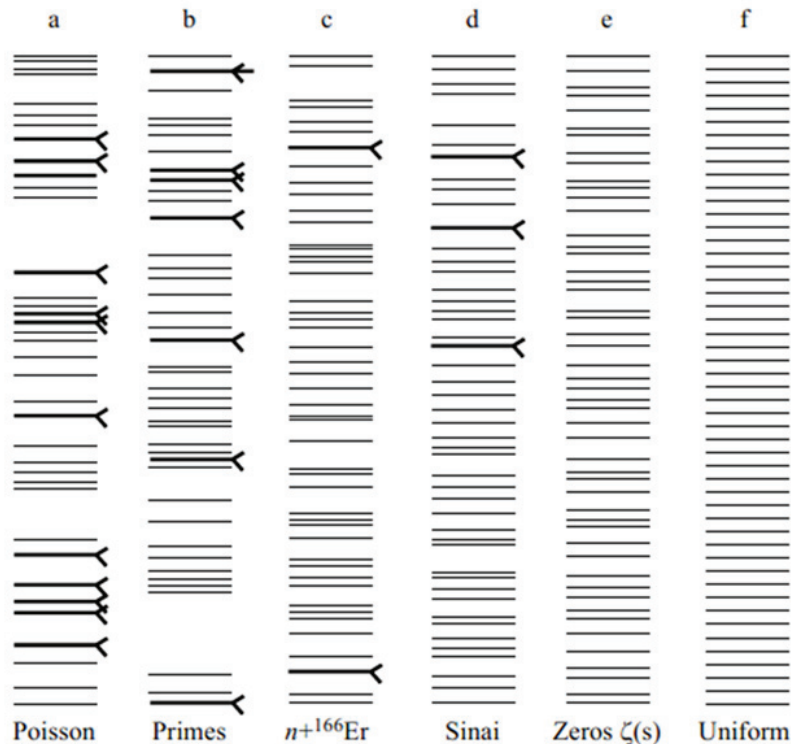 a b c d e f
Poisson Primes n+¹⁶⁶Er Sinai Zeros ζ(s) Uniform